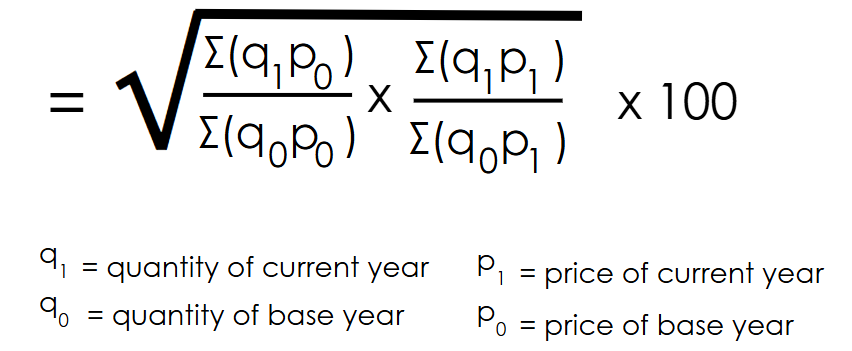 = √ Σ(q₁p₀) / Σ(q₀p₀) x Σ(q₁p₁) / Σ(q₀p₁) x 100
q₁ = quantity of current year
p₁ = price of current year
q₀ = quantity of base year
p₀ = price of base year